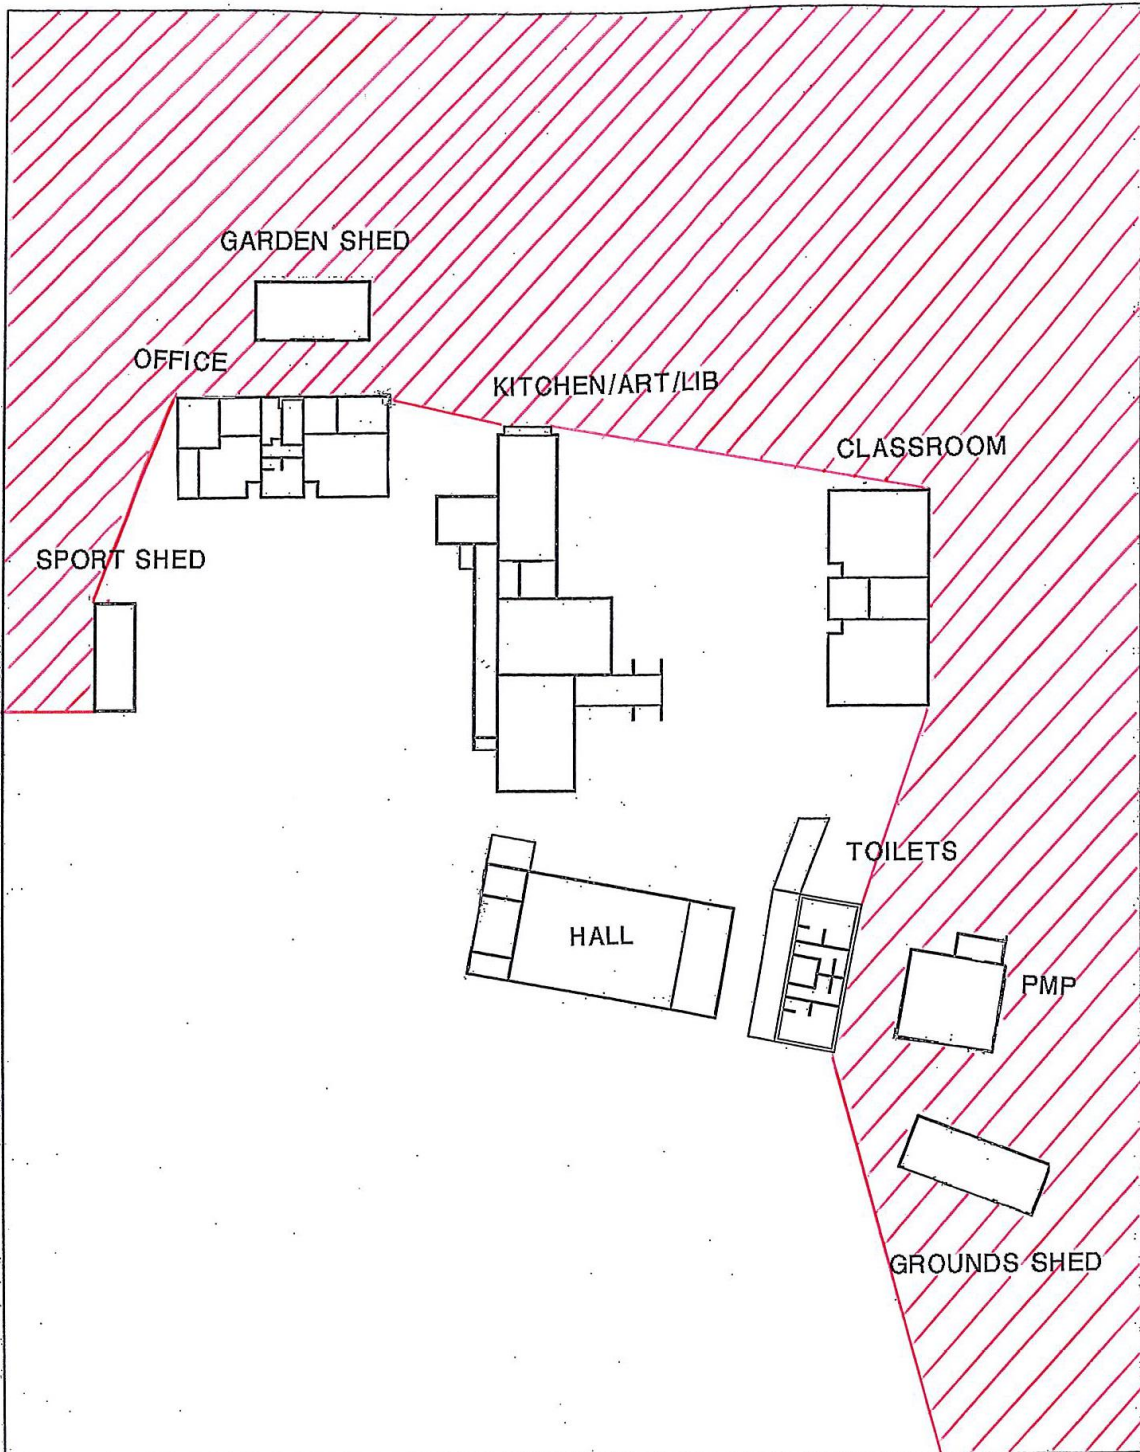 GARDEN SHED
OFFICE
KITCHEN/ART/LIB
CLASSROOM
SPORT SHED
TOILETS
HALL
PMP
GROUNDS SHED